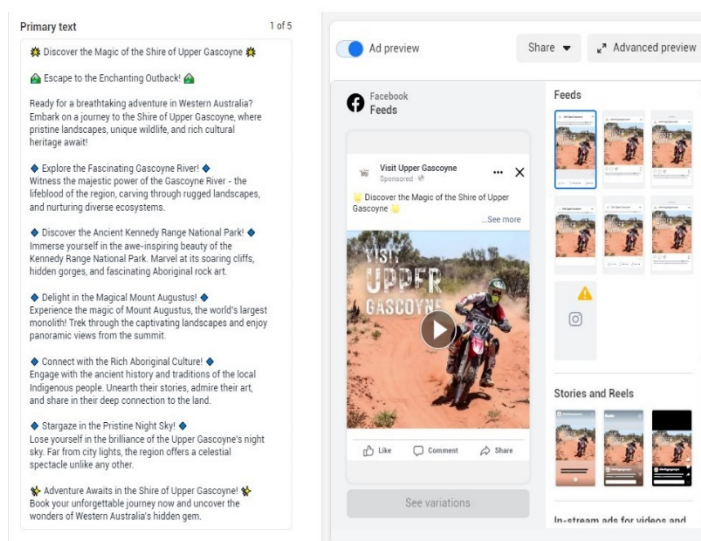 Primary text
1 of 5
Discover the Magic of the Shire of Upper Gascoyne
Escape to the Enchanting Outback!
Ready for a breathtaking adventure in Western Australia?
Embark on a journey to the Shire of Upper Gascoyne, where
pristine landscapes, unique wildlife, and rich cultural
heritage await!
Explore the Fascinating Gascoyne River!
Witness the majestic power of the Gascoyne River - the
lifeblood of the region, carving through rugged landscapes,
and nurturing diverse ecosystems.
Discover the Ancient Kennedy Range National Park!
Immerse yourself in the awe-inspiring beauty of the
Kennedy Range National Park. Marvel at its soaring cliffs,
hidden gorges, and fascinating Aboriginal rock art.
Delight in the Magical Mount Augustus!
Experience the magic of Mount Augustus, the world's largest
monolith! Trek through the captivating landscapes and enjoy
panoramic views from the summit.
Connect with the Rich Aboriginal Culture!
Engage with the ancient history and traditions of the local
Indigenous people. Unearth their stories, admire their art,
and share in their deep connection to the land.
Stargaze in the Pristine Night Sky!
Lose yourself in the brilliance of the Upper Gascoyne's night
sky. Far from city lights, the region offers a celestial
spectacle unlike any other.
Adventure Awaits in the Shire of Upper Gascoyne!
Book your unforgettable journey now and uncover the
wonders of Western Australia's hidden gem.
Ad preview
Share
Advanced preview
Facebook
Feeds
Visit Upper Gascoyne
Sponsored
Discover the Magic of the Shire of Upper
Gascoyne
...See more
VISIT
UPPER
GASCOYNE
Like
Comment
Share
See variations
Feeds
Stories and Reels
In-stream ads for videos and